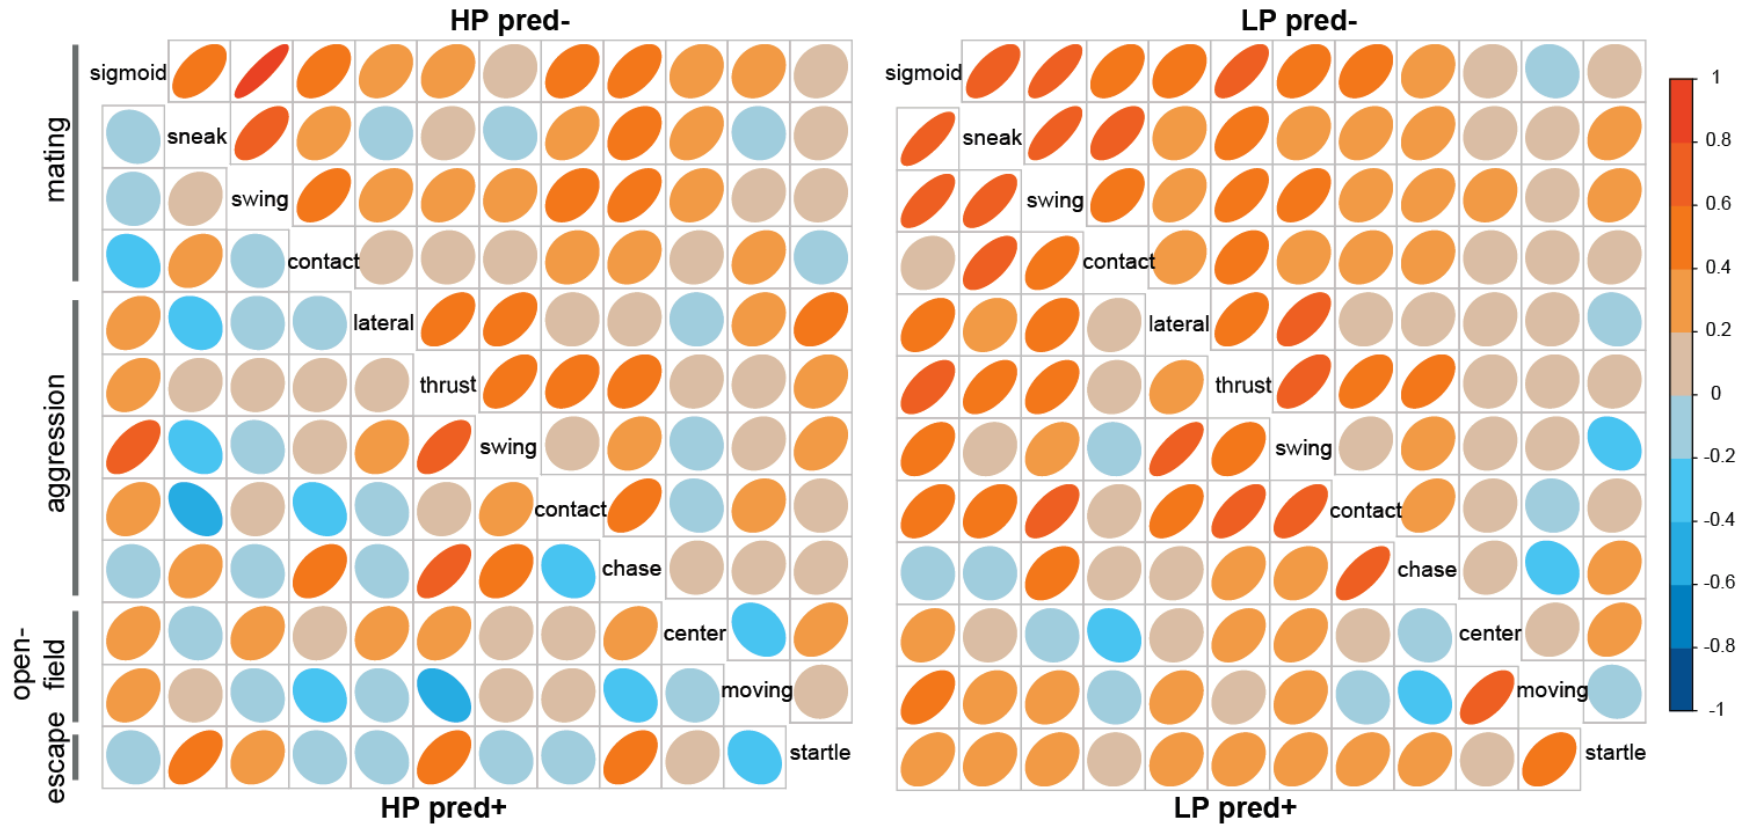 HP pred-
LP pred-
mating
aggression
open-
field
escape
sigmoid
sneak
swing
contact
lateral
thrust
swing
contact
chase
center
moving
startle
HP pred+
sigmoid
sneak
swing
contact
lateral
thrust
swing
contact
chase
center
moving
startle
LP pred+
1
0.8
0.6
0.4
0.2
0
-0.2
-0.4
-0.6
-0.8
-1